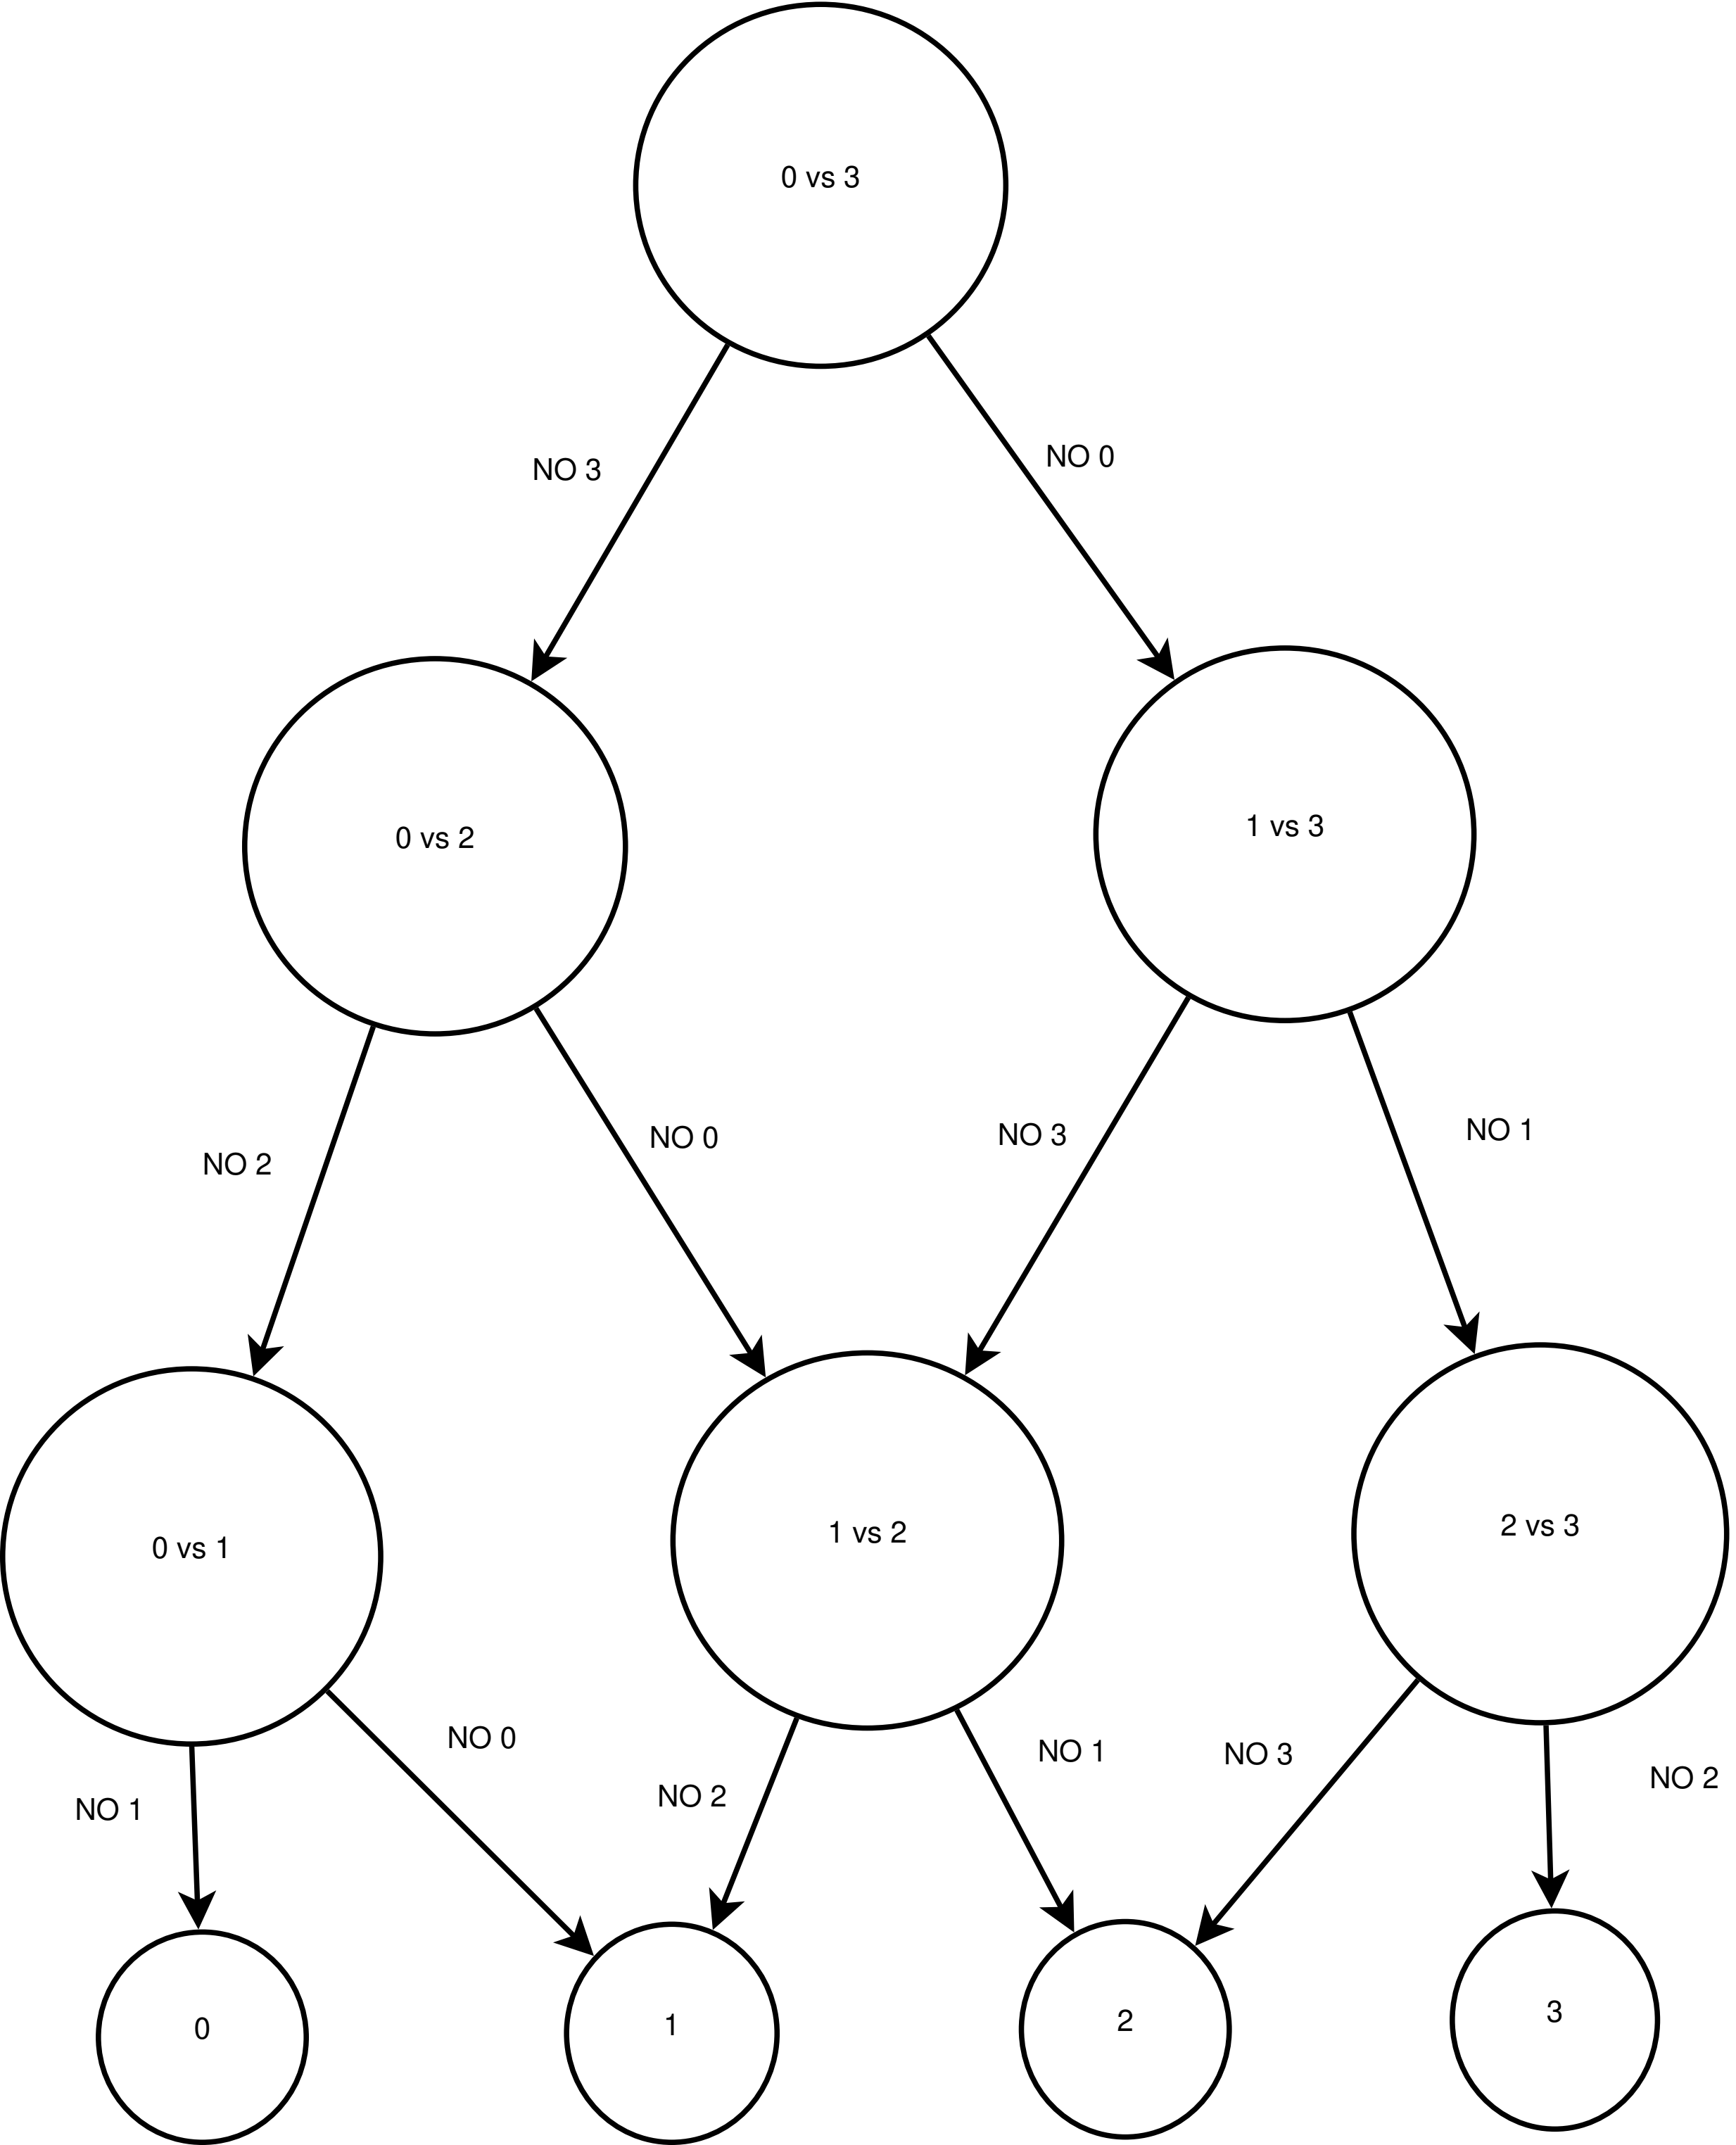 0 vs 3
NO 3
NO 0
0 vs 2
1 vs 3
NO 2
NO 0
NO 3
NO 1
0 vs 1
1 vs 2
2 vs 3
NO 1
NO 0
NO 2
NO 1
NO 3
NO 2
0
1
2
3